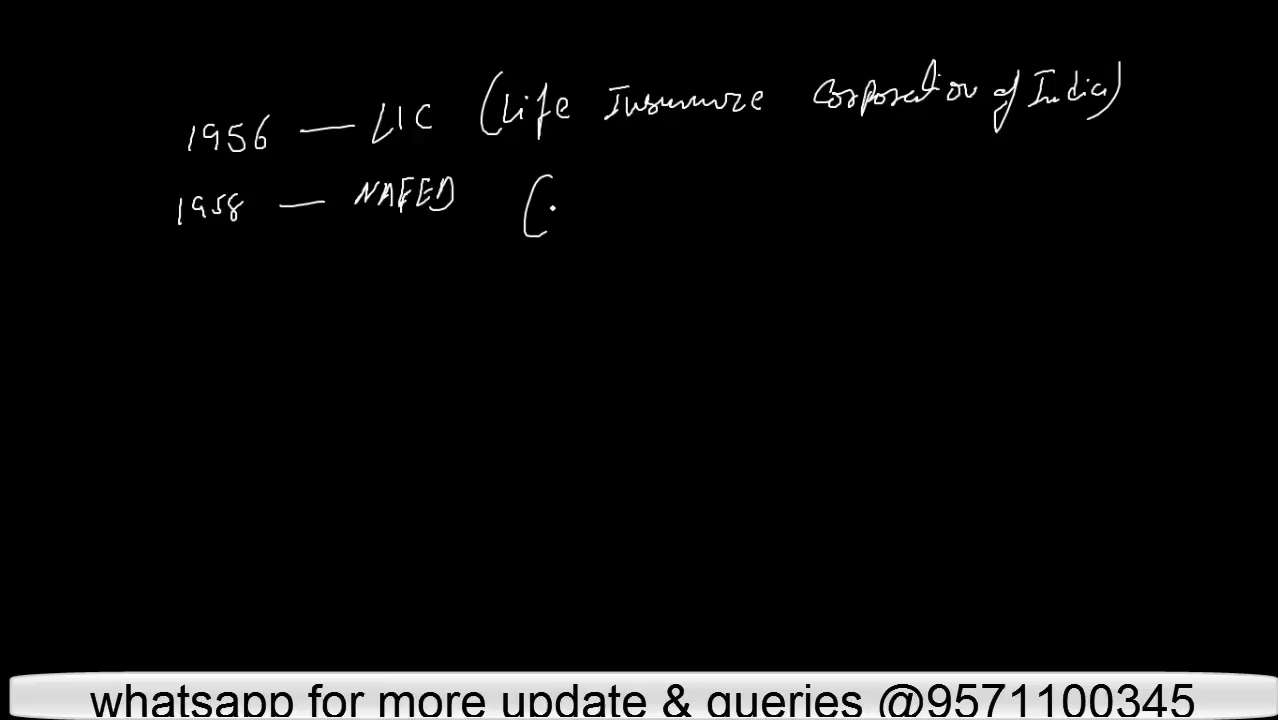 1956 — LIC (Life Insurance Corporation of India)
1958 — NAFED (
whatsapp for more update & queries @9571100345